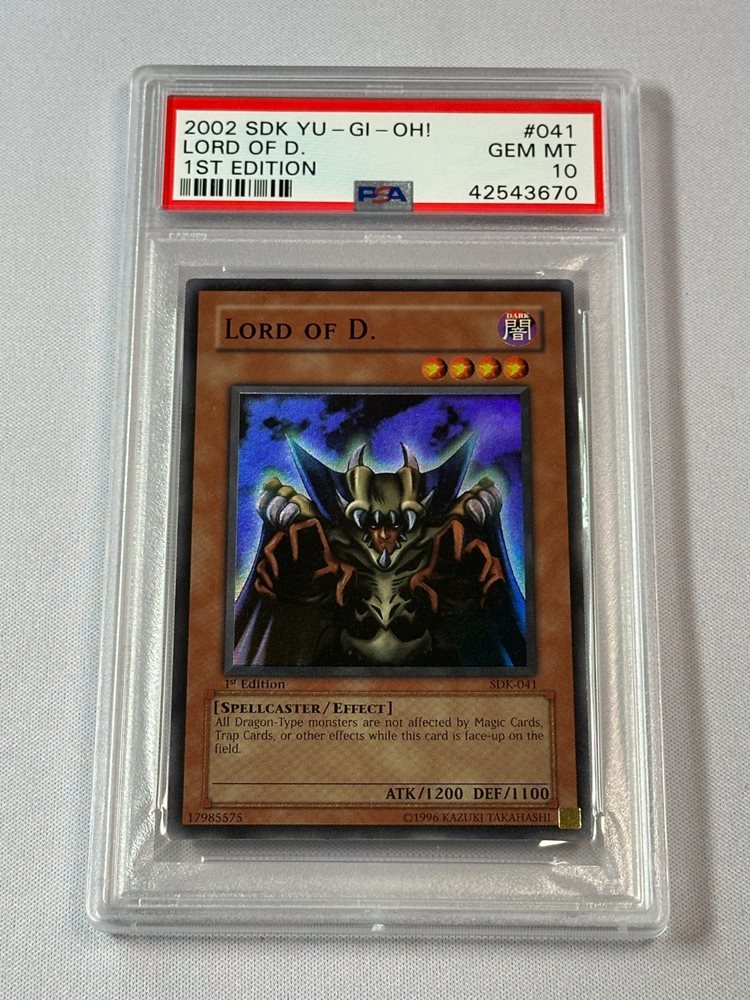 2002 SDK YU-GI-OH! #041
LORD OF D. GEM MT
1ST EDITION 10
PSA 42543670
LORD OF D.
DARK
闇
1st Edition SDK-041
[SPELLCASTER/EFFECT]
All Dragon-Type monsters are not affected by Magic Cards,
Trap Cards, or other effects while this card is face-up on the
field.
ATK/1200 DEF/1100
17985575 ©1996 KAZUKI TAKAHASHI